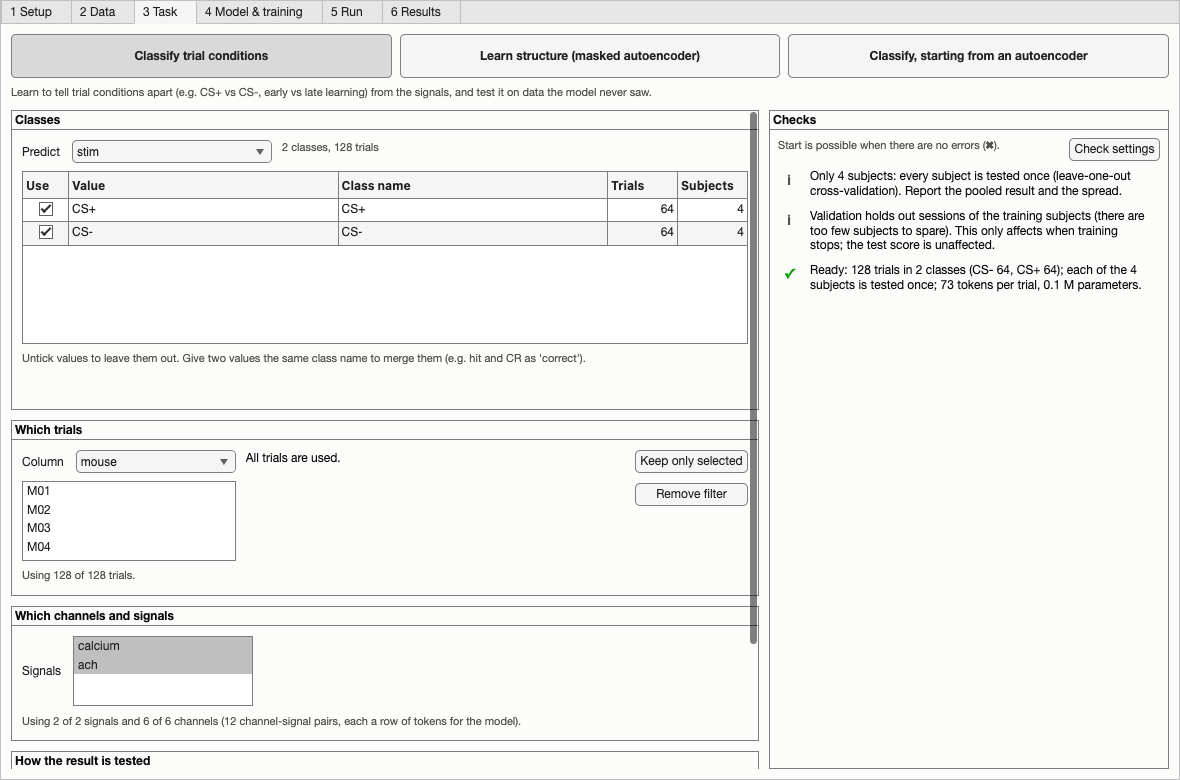 1 Setup 2 Data 3 Task 4 Model & training 5 Run 6 Results
Classify trial conditions
Learn structure (masked autoencoder)
Classify, starting from an autoencoder
Learn to tell trial conditions apart (e.g. CS+ vs CS-, early vs late learning) from the signals, and test it on data the model never saw.
Classes
Predict stim 2 classes, 128 trials
Use Value Class name Trials Subjects
CS+ CS+ 64 4
CS- CS- 64 4
Untick values to leave them out. Give two values the same class name to merge them (e.g. hit and CR as 'correct').
Which trials
Column mouse All trials are used. Keep only selected
Remove filter
M01
M02
M03
M04
Using 128 of 128 trials.
Which channels and signals
Signals
calcium
ach
Using 2 of 2 signals and 6 of 6 channels (12 channel-signal pairs, each a row of tokens for the model).
How the result is tested
Checks
Start is possible when there are no errors (✖). Check settings
i Only 4 subjects: every subject is tested once (leave-one-out
cross-validation). Report the pooled result and the spread.
i Validation holds out sessions of the training subjects (there are
too few subjects to spare). This only affects when training
stops; the test score is unaffected.
✔ Ready: 128 trials in 2 classes (CS- 64, CS+ 64); each of the 4
subjects is tested once; 73 tokens per trial, 0.1 M parameters.